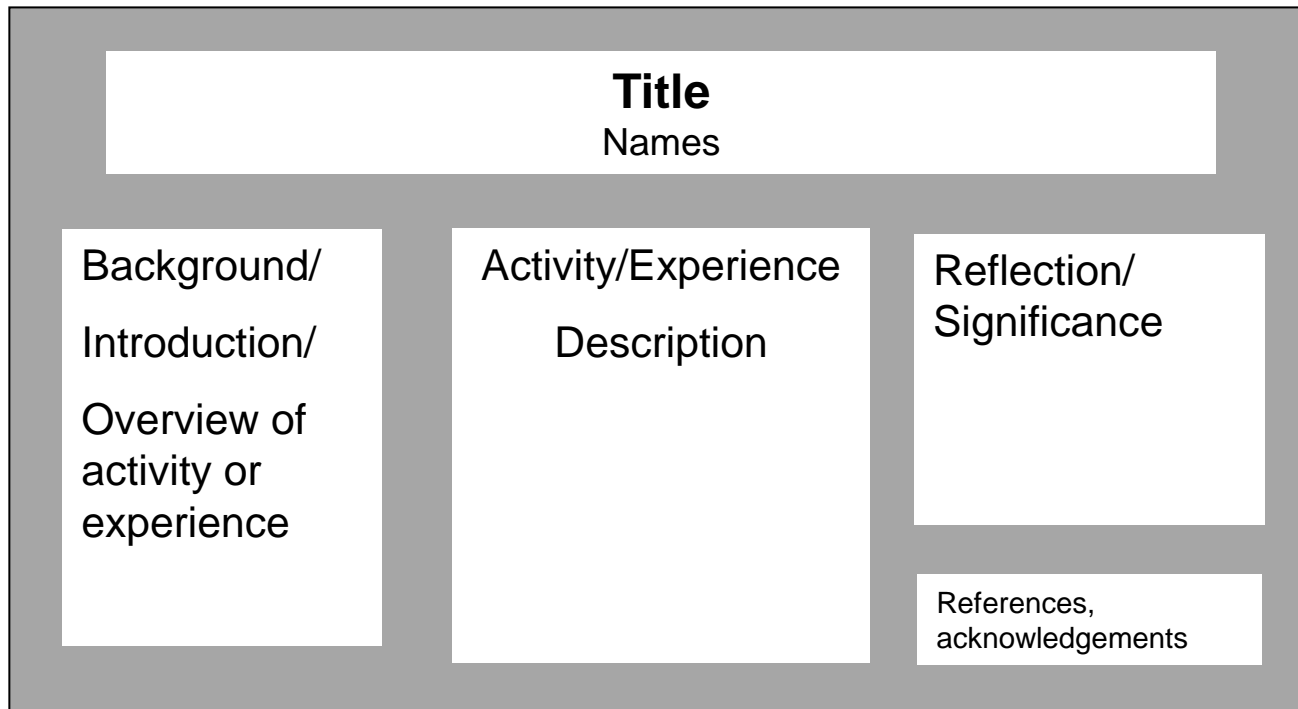 Title
Names
Background/
Introduction/
Overview of
activity or
experience
Activity/Experience
Description
Reflection/
Significance
References,
acknowledgements